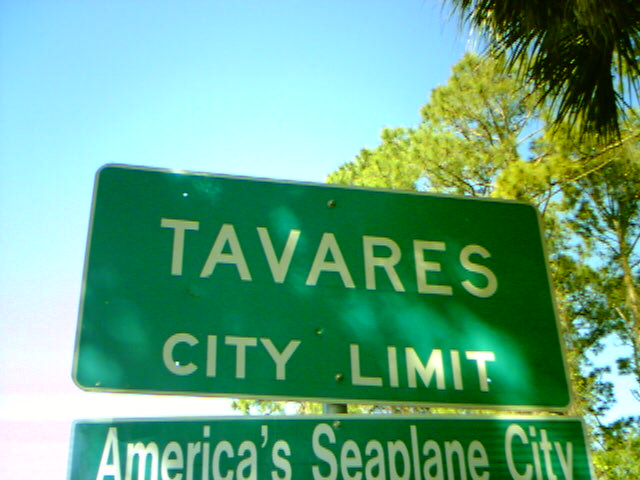 TAVARES
CITY LIMIT
America's Seaplane City